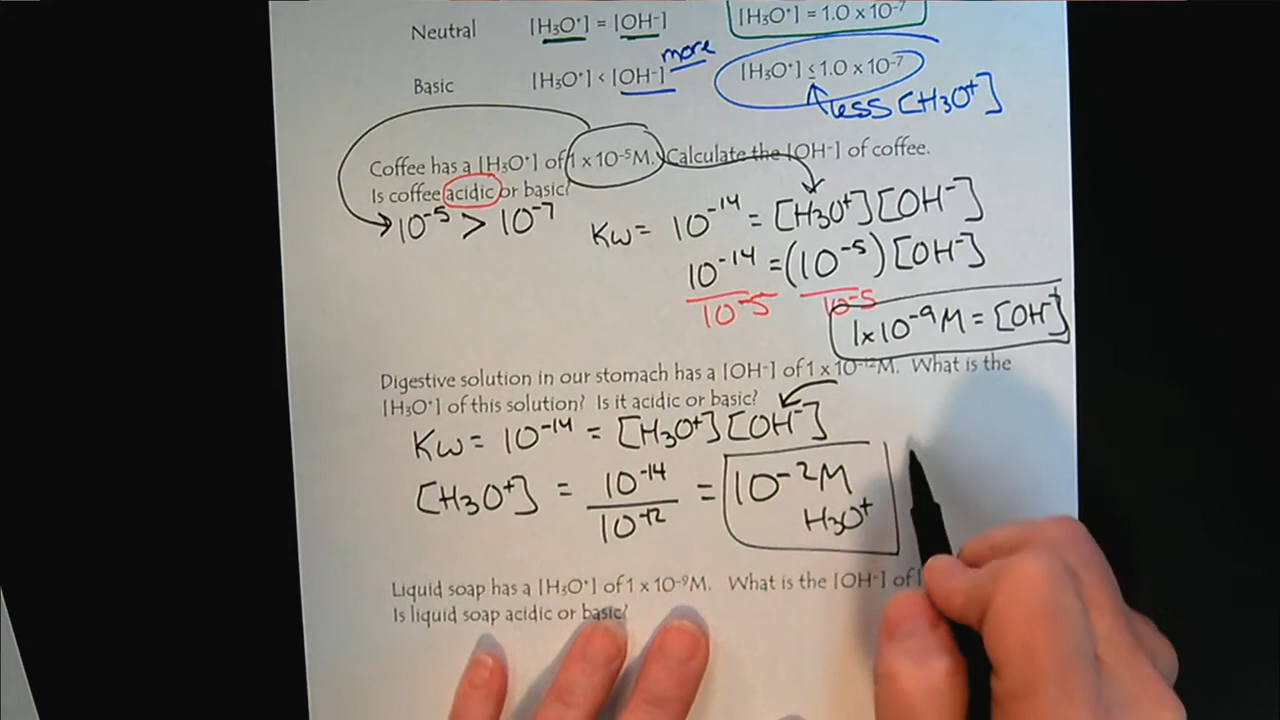 Neutral [H₃O⁺] = [OH⁻] [H₃O⁺] = 1.0 x 10⁻⁷
more
Basic [H₃O⁺] < [OH⁻] [H₃O⁺] ≤ 1.0 x 10⁻⁷
less [H₃O⁺]
Coffee has a [H₃O⁺] of 1 x 10⁻⁵M. Calculate the [OH⁻] of coffee.
Is coffee acidic or basic?
10⁻⁵ > 10⁻⁷
Kw = 10⁻¹⁴ = [H₃O⁺][OH⁻]
10⁻¹⁴ = (10⁻⁵)[OH⁻]
10⁻⁵ 10⁻⁵
1x10⁻⁹M = [OH⁻]
Digestive solution in our stomach has a [OH⁻] of 1 x 10⁻¹²M. What is the
[H₃O⁺] of this solution? Is it acidic or basic?
Kw = 10⁻¹⁴ = [H₃O⁺][OH⁻]
[H₃O⁺] = 10⁻¹⁴ / 10⁻¹² = 10⁻²M
H₃O⁺
Liquid soap has a [H₃O⁺] of 1 x 10⁻⁹M. What is the [OH⁻] of
Is liquid soap acidic or basic?